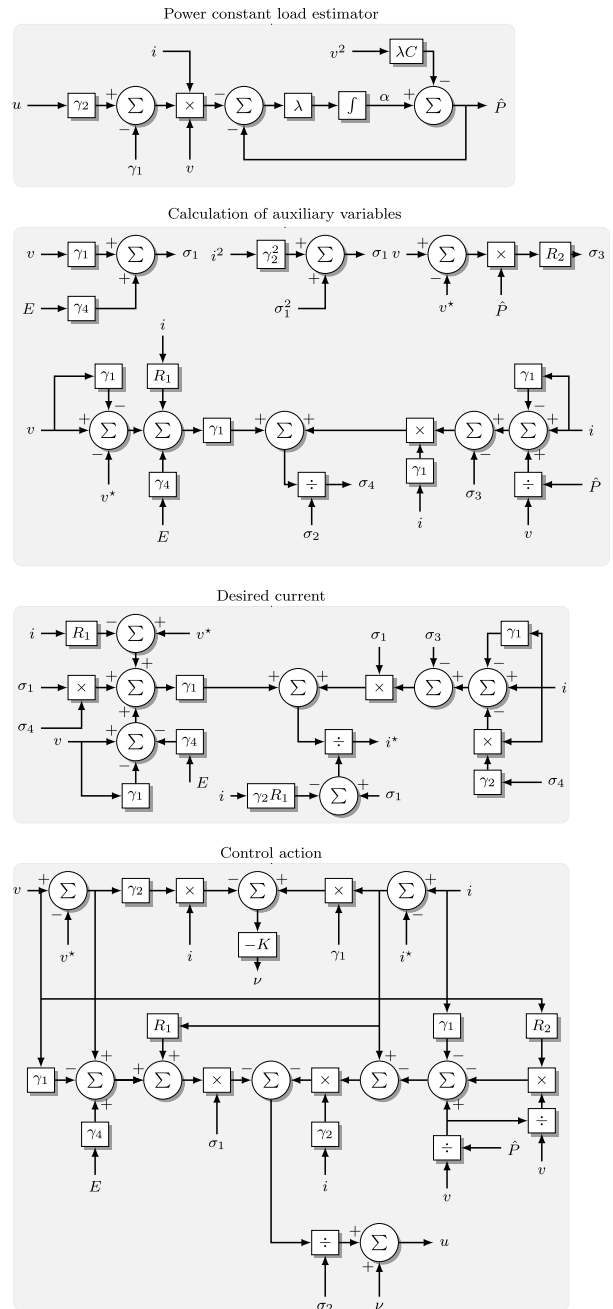 Power constant load estimator
i v² λC −
u γ₂ + Σ × − Σ λ ∫ α + Σ P̂
− γ₁ v −
Calculation of auxiliary variables
v γ₁ + Σ σ₁ i² γ₂² + Σ σ₁ v + Σ × R₂ σ₃
E γ₄ + σ₁² + − v⋆ P̂
i
γ₁ R₁ γ₁
v + − Σ − Σ γ₁ + Σ + × Σ + Σ + − + i
v⋆ γ₄ ÷ σ₄ γ₁ − σ₃ + ÷ P̂
E σ₂ i v
Desired current
i R₁ − Σ + v⋆ σ₁ σ₃ γ₁
σ₁ × + Σ + γ₁ + Σ + × Σ − + Σ − + i
σ₄ + −
v + Σ − γ₄ ÷ i⋆ ×
− γ₁ E i γ₂R₁ − Σ + σ₁ γ₂ σ₄
Control action
v + Σ γ₂ × − Σ + × Σ + i
− v⋆ i −K γ₁ − i⋆
ν
R₁ γ₁ R₂
γ₁ − Σ + + Σ + × − Σ − × Σ + − Σ − − ×
γ₄ + σ₁ γ₂ + ÷ P̂ ÷
E i v v
÷ + Σ u
σ₂ + ν